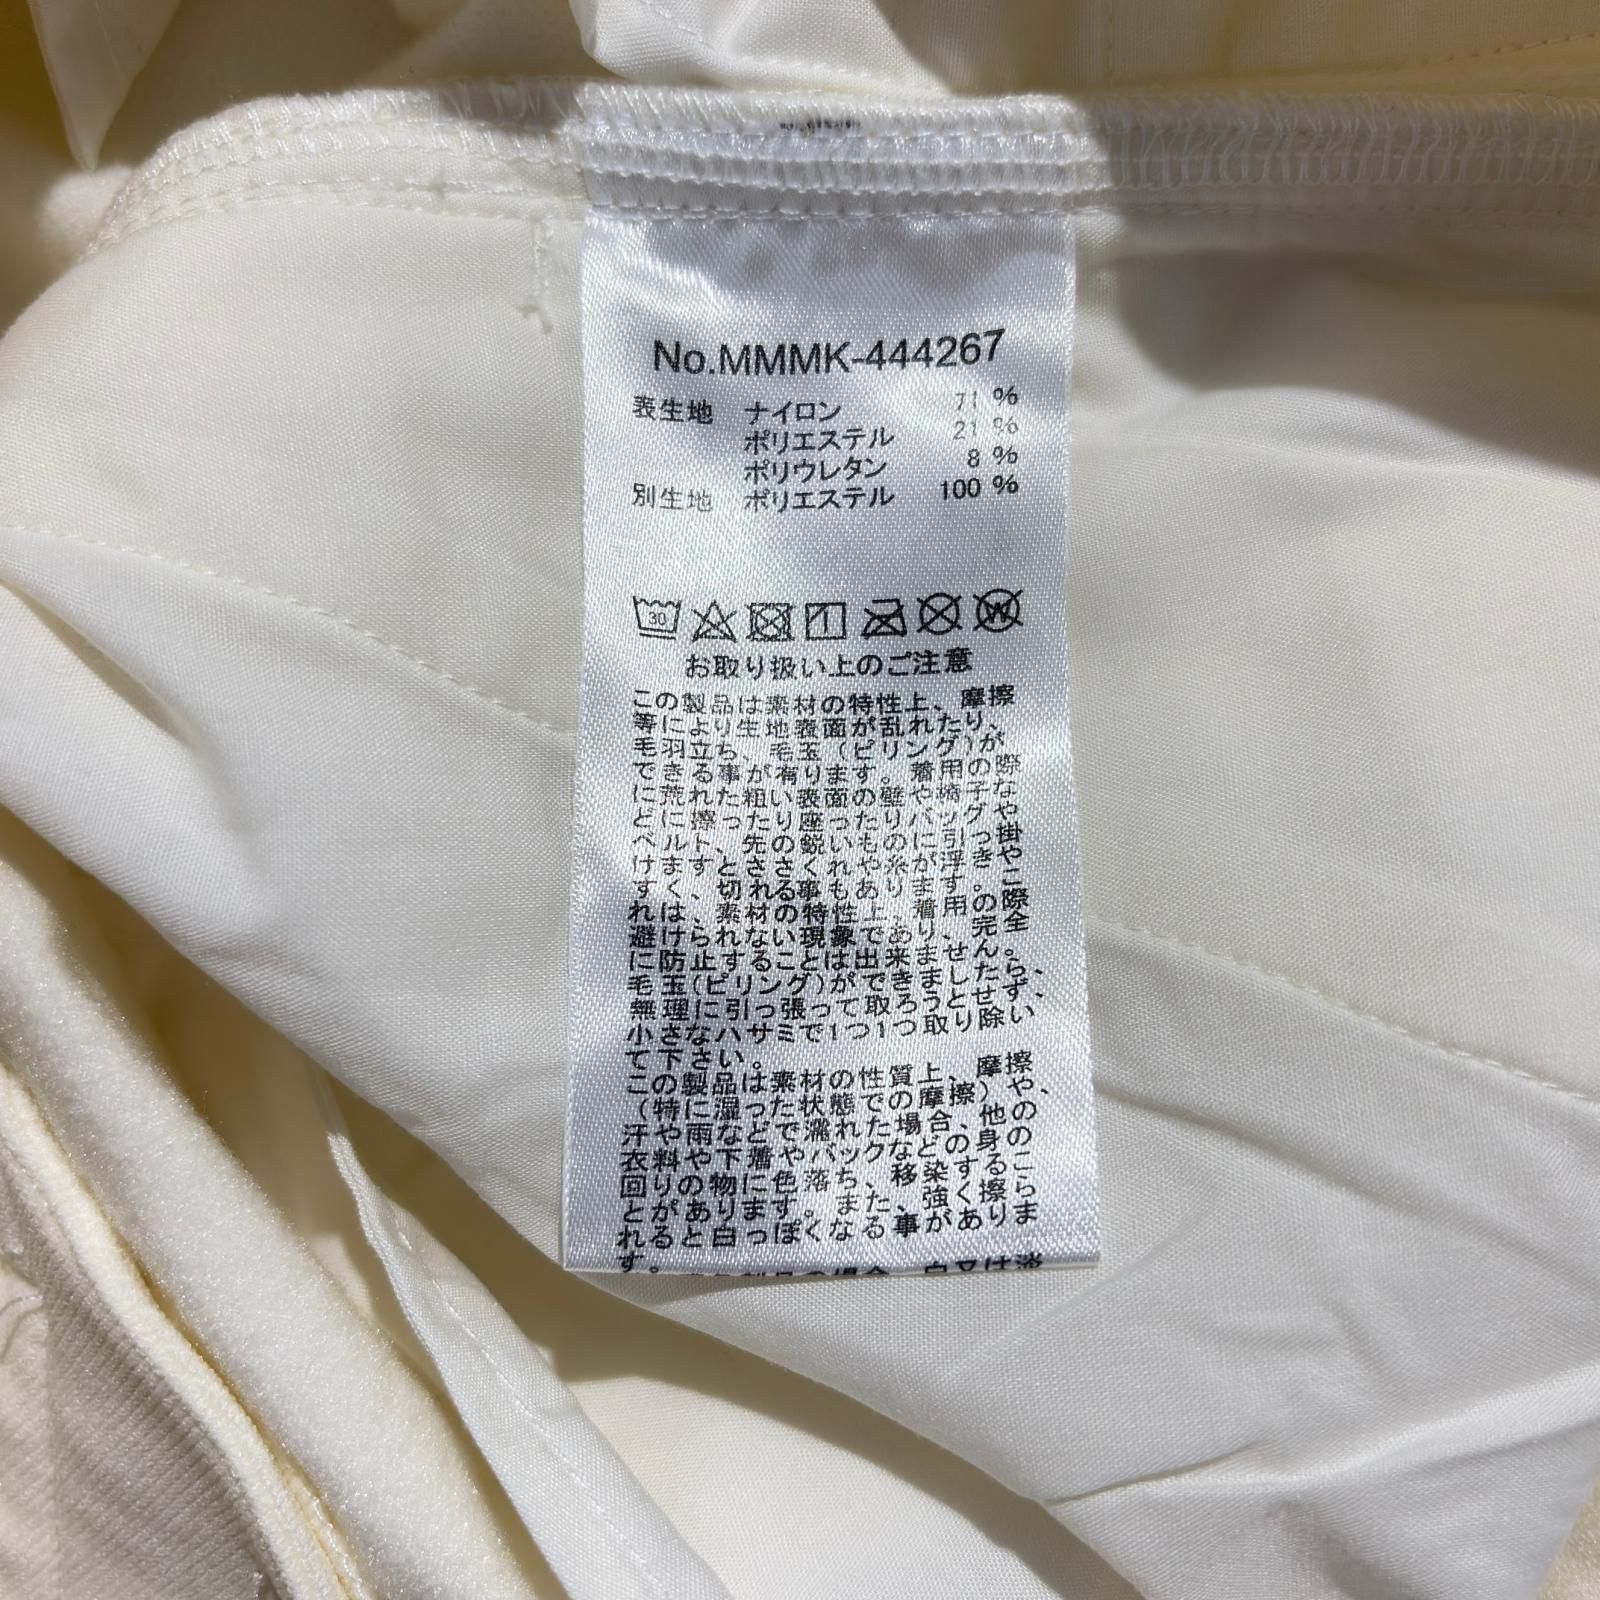 No.MMMK-444267
表生地 ナイロン 71 %
ポリエステル 21 %
ポリウレタン 8 %
別生地 ポリエステル 100 %
30
W
お取り扱い上のご注意
この製品は素材の特性上、摩擦
等により生地表面が乱れたり、
毛羽立ち、毛玉(ピリング)が
できる事が有ります。着用の際
に荒れた粗い表面の壁や椅子な
どに擦った座ったりバッグや
ベルト、先の鋭いものに引っ掛
けますとされや糸が浮きや
すく、切れる事もあります。こ
れは、素材の特性上、着用の際
避けられない現象であり、完全
に防止することは出来ません。
毛玉(ピリング)ができましたら、
無理に引っ張って取ろうとせず、
小さなハサミで1つ1つ取り除い
て下さい。
この製品は素材の性質上、摩擦や、
(特に湿った状態での摩擦)や、
汗や雨などで濡れた場合、他の
衣料や下着やバッグなど身の
回りの物に色落ち、移染するこ
とがあります。また、強く擦ら
れるとあと白っぽくなる事がありま
す。